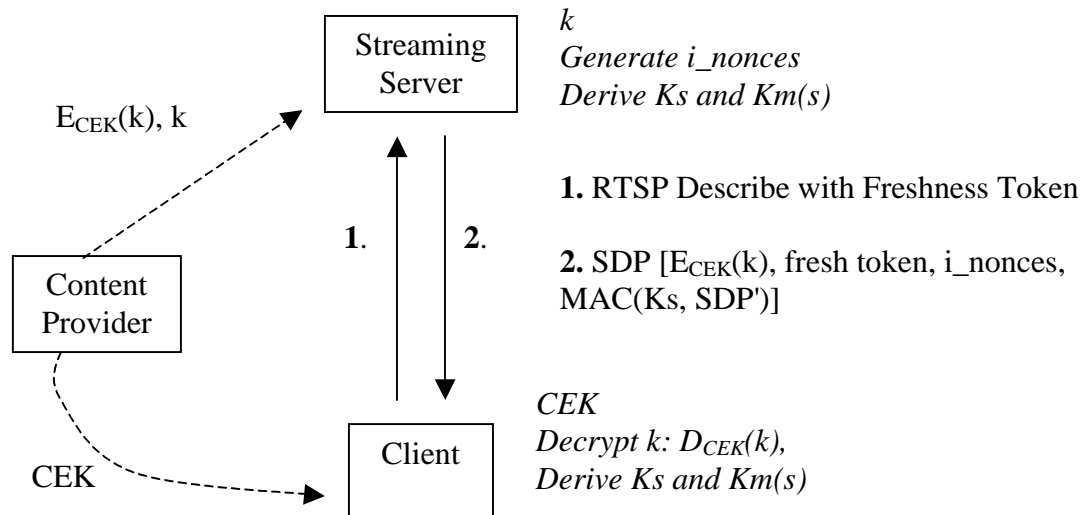 Streaming
Server
k
Generate i_nonces
Derive Ks and Km(s)
E_CEK(k), k
1. RTSP Describe with Freshness Token
1.
2.
2. SDP [E_CEK(k), fresh token, i_nonces,
MAC(Ks, SDP')]
Content
Provider
CEK
Client
CEK
Decrypt k: D_CEK(k),
Derive Ks and Km(s)